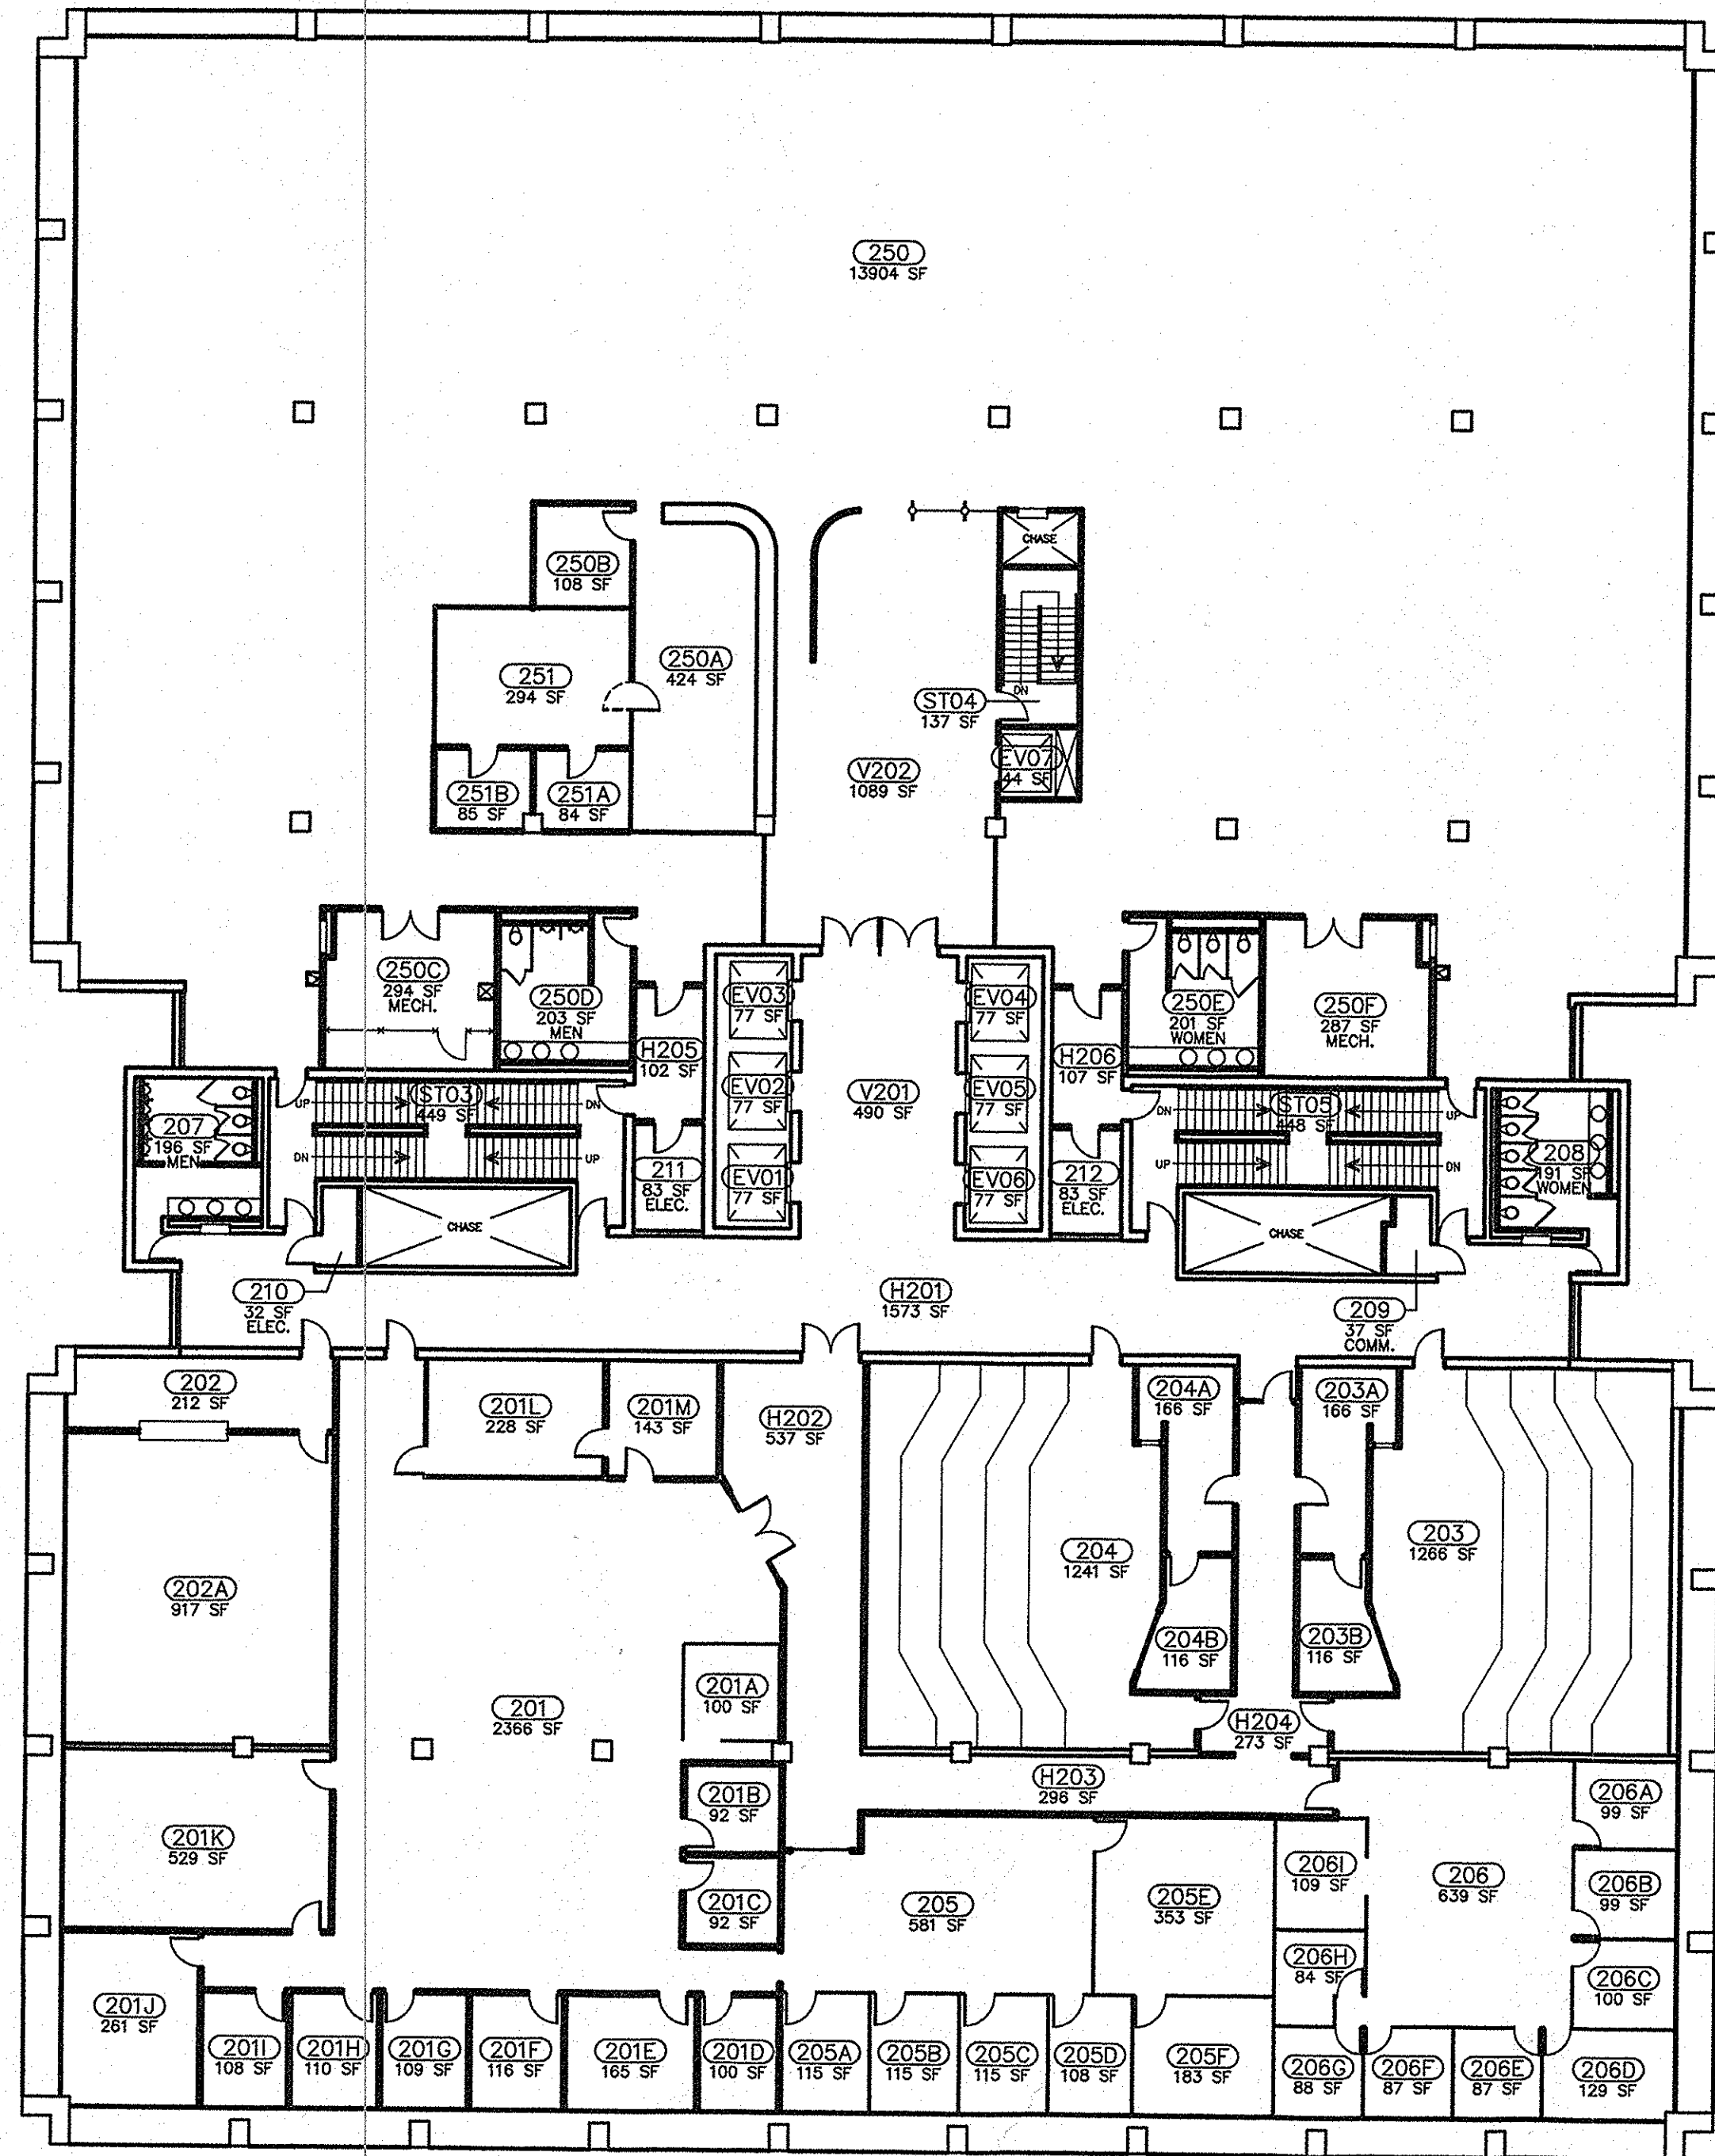 250
13904 SF
CHASE
250B
108 SF
250A
424 SF
251
294 SF
DN
ST04
137 SF
EV07
44 SF
V202
1089 SF
251B
85 SF
251A
84 SF
250C
294 SF
MECH.
250D
203 SF
MEN
EV03
77 SF
EV04
77 SF
250E
201 SF
WOMEN
250F
287 SF
MECH.
H205
102 SF
H206
107 SF
EV02
77 SF
V201
490 SF
EV05
77 SF
UP
ST03
449 SF
DN
DN
ST05
448 SF
UP
207
196 SF
MEN
208
191 SF
WOMEN
DN
UP
UP
DN
211
83 SF
ELEC.
EV01
77 SF
EV06
77 SF
212
83 SF
ELEC.
CHASE
CHASE
210
32 SF
ELEC.
H201
1573 SF
209
37 SF
COMM.
202
212 SF
201L
228 SF
201M
143 SF
H202
537 SF
204A
166 SF
203A
166 SF
204
1241 SF
203
1266 SF
202A
917 SF
204B
116 SF
203B
116 SF
201A
100 SF
201
2366 SF
H204
273 SF
H203
296 SF
201B
92 SF
206A
99 SF
201K
529 SF
206I
109 SF
206
639 SF
206B
99 SF
201C
92 SF
205
581 SF
205E
353 SF
206H
84 SF
206C
100 SF
201J
261 SF
201I
108 SF
201H
110 SF
201G
109 SF
201F
116 SF
201E
165 SF
201D
100 SF
205A
115 SF
205B
115 SF
205C
115 SF
205D
108 SF
205F
183 SF
206G
88 SF
206F
87 SF
206E
87 SF
206D
129 SF